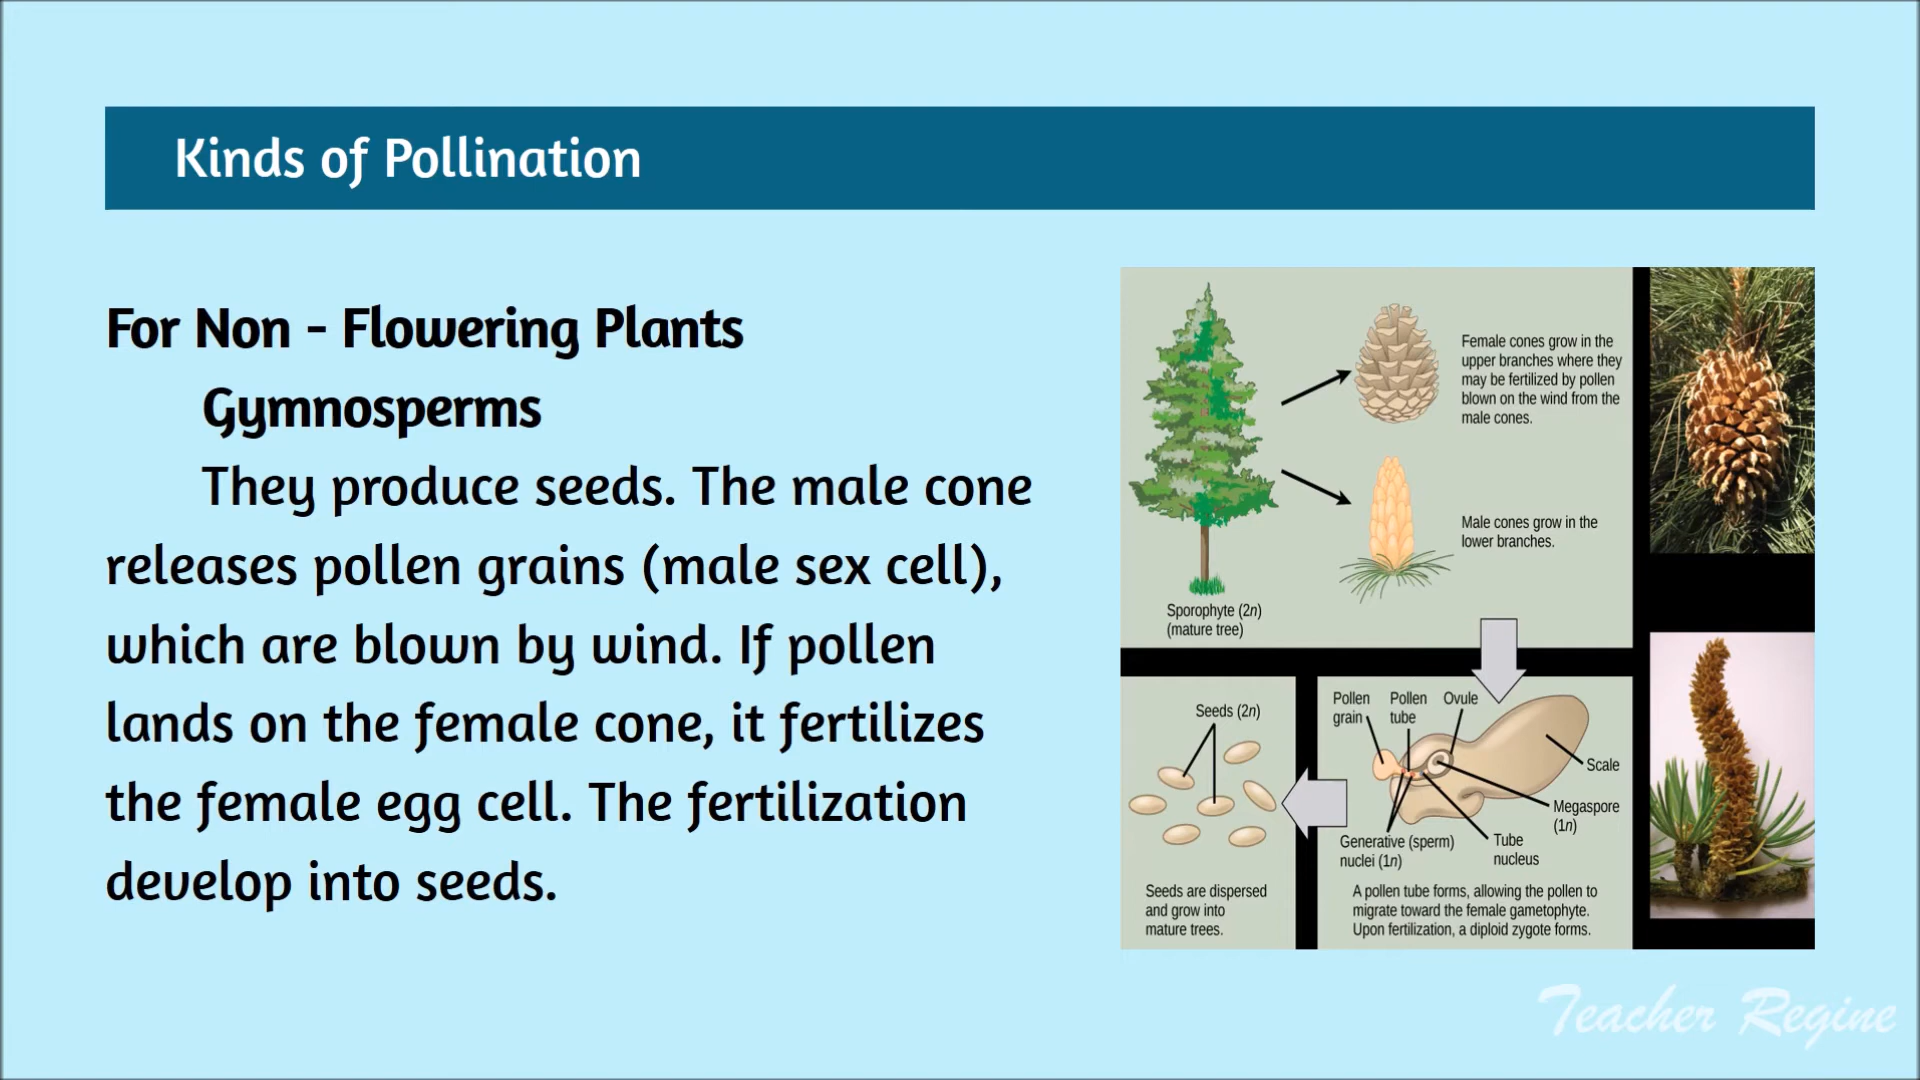 Kinds of Pollination
For Non - Flowering Plants
Gymnosperms
They produce seeds. The male cone
releases pollen grains (male sex cell),
which are blown by wind. If pollen
lands on the female cone, it fertilizes
the female egg cell. The fertilization
develop into seeds.
Female cones grow in the
upper branches where they
may be fertilized by pollen
blown on the wind from the
male cones.
Male cones grow in the
lower branches.
Sporophyte (2n)
(mature tree)
Pollen
grain
Pollen
tube
Ovule
Scale
Megaspore
(1n)
Tube
nucleus
Generative (sperm)
nuclei (1n)
A pollen tube forms, allowing the pollen to
migrate toward the female gametophyte.
Upon fertilization, a diploid zygote forms.
Seeds (2n)
Seeds are dispersed
and grow into
mature trees.
Teacher Regine